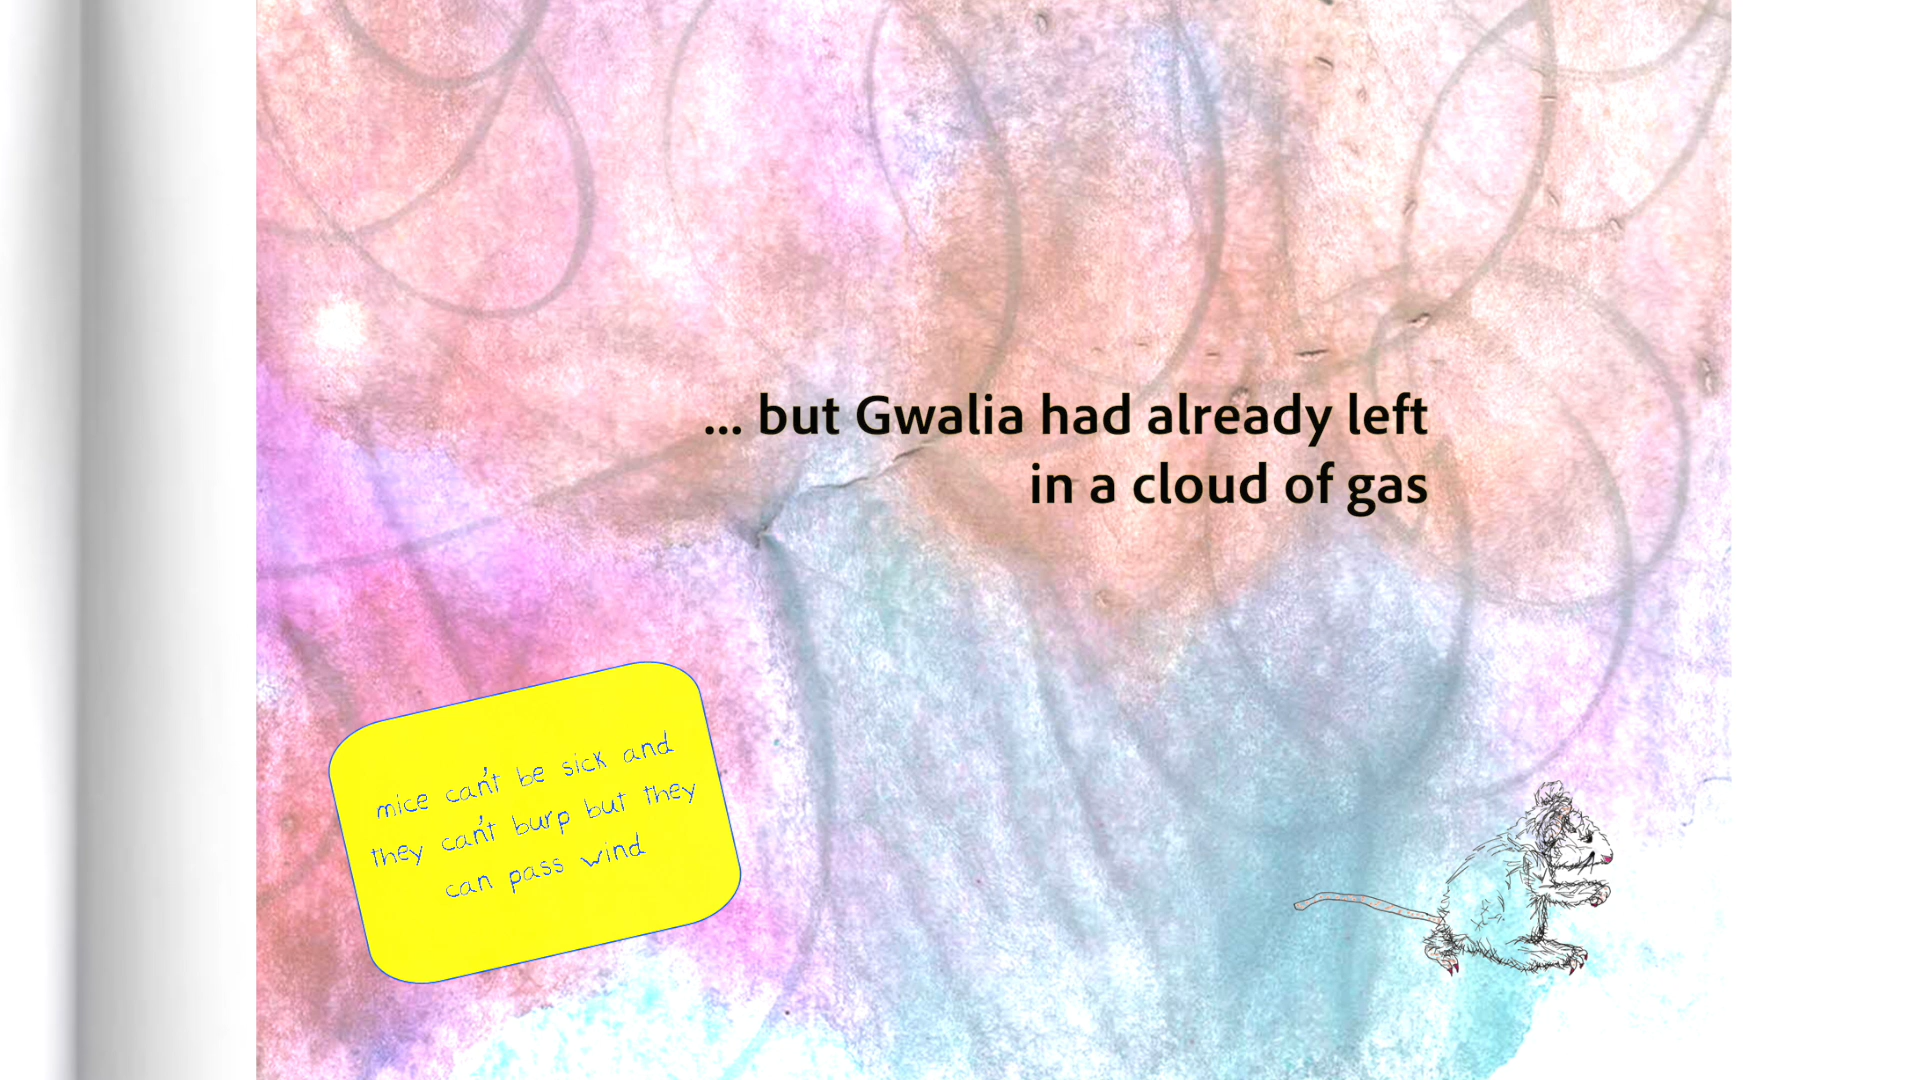 ... but Gwalia had already left
in a cloud of gas
mice can't be sick and
they can't burp but they
can pass wind